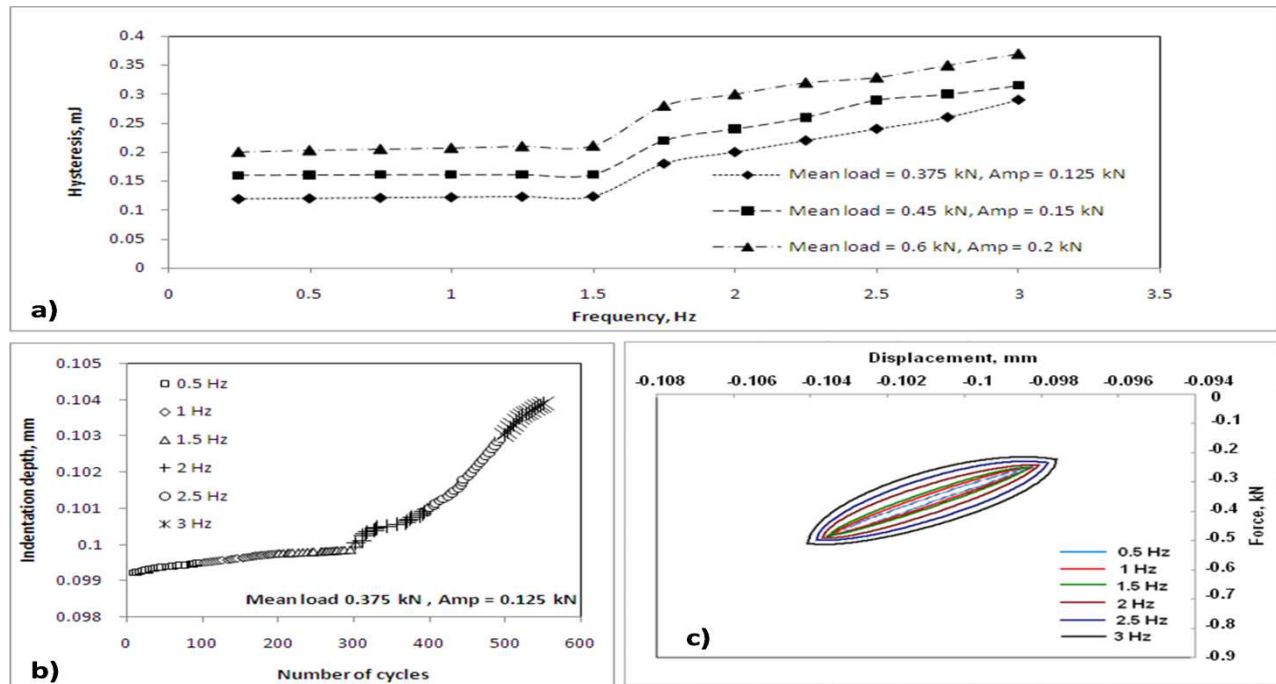 0.4
0.35
0.3
0.25
0.2
0.15
0.1
0.05
0
Hysteresis, mJ
Mean load = 0.375 kN, Amp = 0.125 kN
Mean load = 0.45 kN, Amp = 0.15 kN
Mean load = 0.6 kN, Amp = 0.2 kN
0 0.5 1 1.5 2 2.5 3 3.5
Frequency, Hz
a)
0.105
0.104
0.103
0.102
0.101
0.1
0.099
0.098
Indentation depth, mm
0.5 Hz
1 Hz
1.5 Hz
2 Hz
2.5 Hz
3 Hz
Mean load 0.375 kN , Amp = 0.125 kN
0 100 200 300 400 500 600
Number of cycles
b)
Displacement, mm
-0.108 -0.106 -0.104 -0.102 -0.1 -0.098 -0.096 -0.094
0
-0.1
-0.2
-0.3
-0.4
-0.5
-0.6
-0.7
-0.8
-0.9
Force, kN
0.5 Hz
1 Hz
1.5 Hz
2 Hz
2.5 Hz
3 Hz
c)